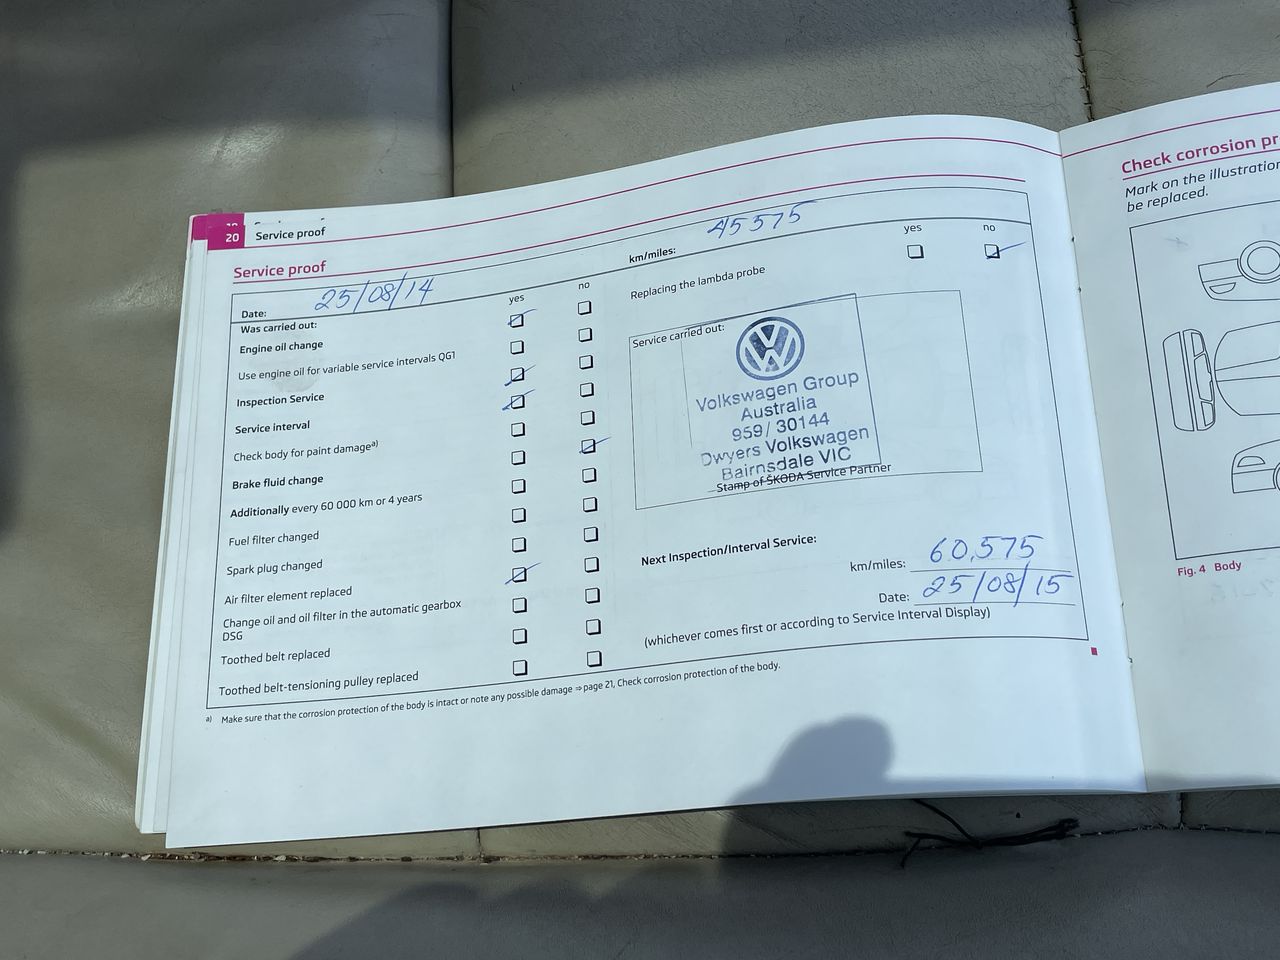 20 Service proof
Service proof
Date: 25/08/14
km/miles: 45575
Was carried out:
yes no
Engine oil change
Use engine oil for variable service intervals QG1
Inspection Service
Service interval
Check body for paint damage a)
Brake fluid change
Additionally every 60 000 km or 4 years
Fuel filter changed
Spark plug changed
Air filter element replaced
Change oil and oil filter in the automatic gearbox
DSG
Toothed belt replaced
Toothed belt-tensioning pulley replaced
yes no
Replacing the lambda probe
Service carried out:
Volkswagen Group
Australia
959/ 30144
Dwyers Volkswagen
Bairnsdale VIC
Stamp of ŠKODA Service Partner
Next Inspection/Interval Service:
km/miles: 60,575
Date: 25/08/15
(whichever comes first or according to Service Interval Display)
a) Make sure that the corrosion protection of the body is intact or note any possible damage ⇒ page 21, Check corrosion protection of the body.
Check corrosion pr
Mark on the illustration
be replaced.
Fig. 4 Body